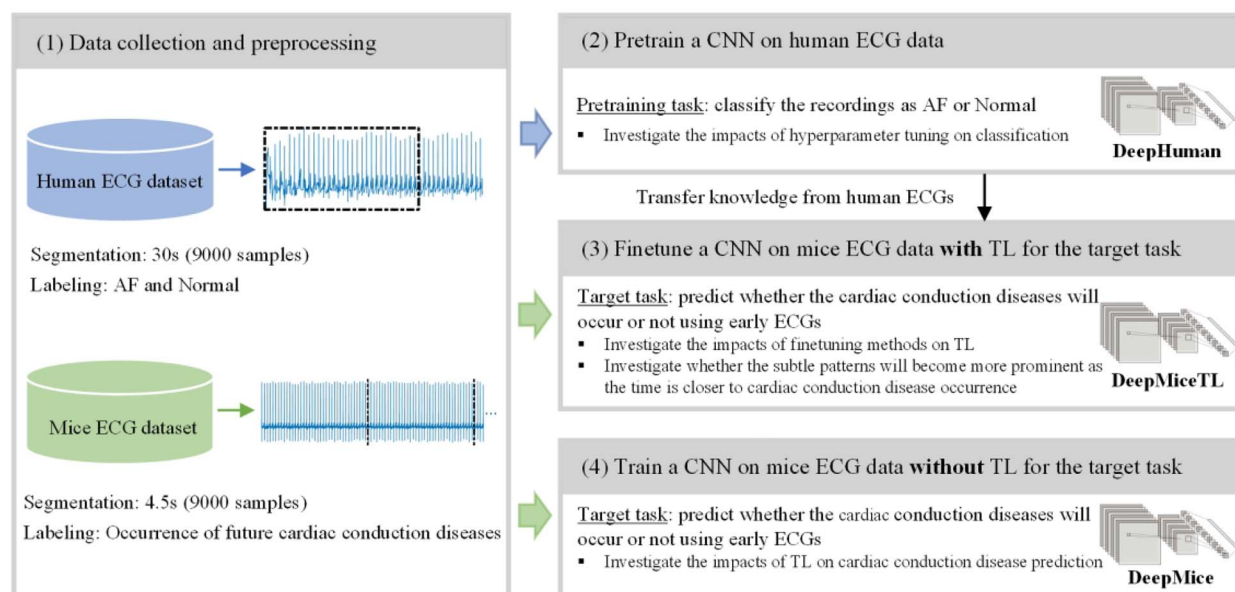 (1) Data collection and preprocessing
Human ECG dataset
Segmentation: 30s (9000 samples)
Labeling: AF and Normal
Mice ECG dataset
...
Segmentation: 4.5s (9000 samples)
Labeling: Occurrence of future cardiac conduction diseases
(2) Pretrain a CNN on human ECG data
Pretraining task: classify the recordings as AF or Normal
▪ Investigate the impacts of hyperparameter tuning on classification
DeepHuman
Transfer knowledge from human ECGs
(3) Finetune a CNN on mice ECG data with TL for the target task
Target task: predict whether the cardiac conduction diseases will
occur or not using early ECGs
▪ Investigate the impacts of finetuning methods on TL
▪ Investigate whether the subtle patterns will become more prominent as
the time is closer to cardiac conduction disease occurrence
DeepMiceTL
(4) Train a CNN on mice ECG data without TL for the target task
Target task: predict whether the cardiac conduction diseases will
occur or not using early ECGs
▪ Investigate the impacts of TL on cardiac conduction disease prediction
DeepMice